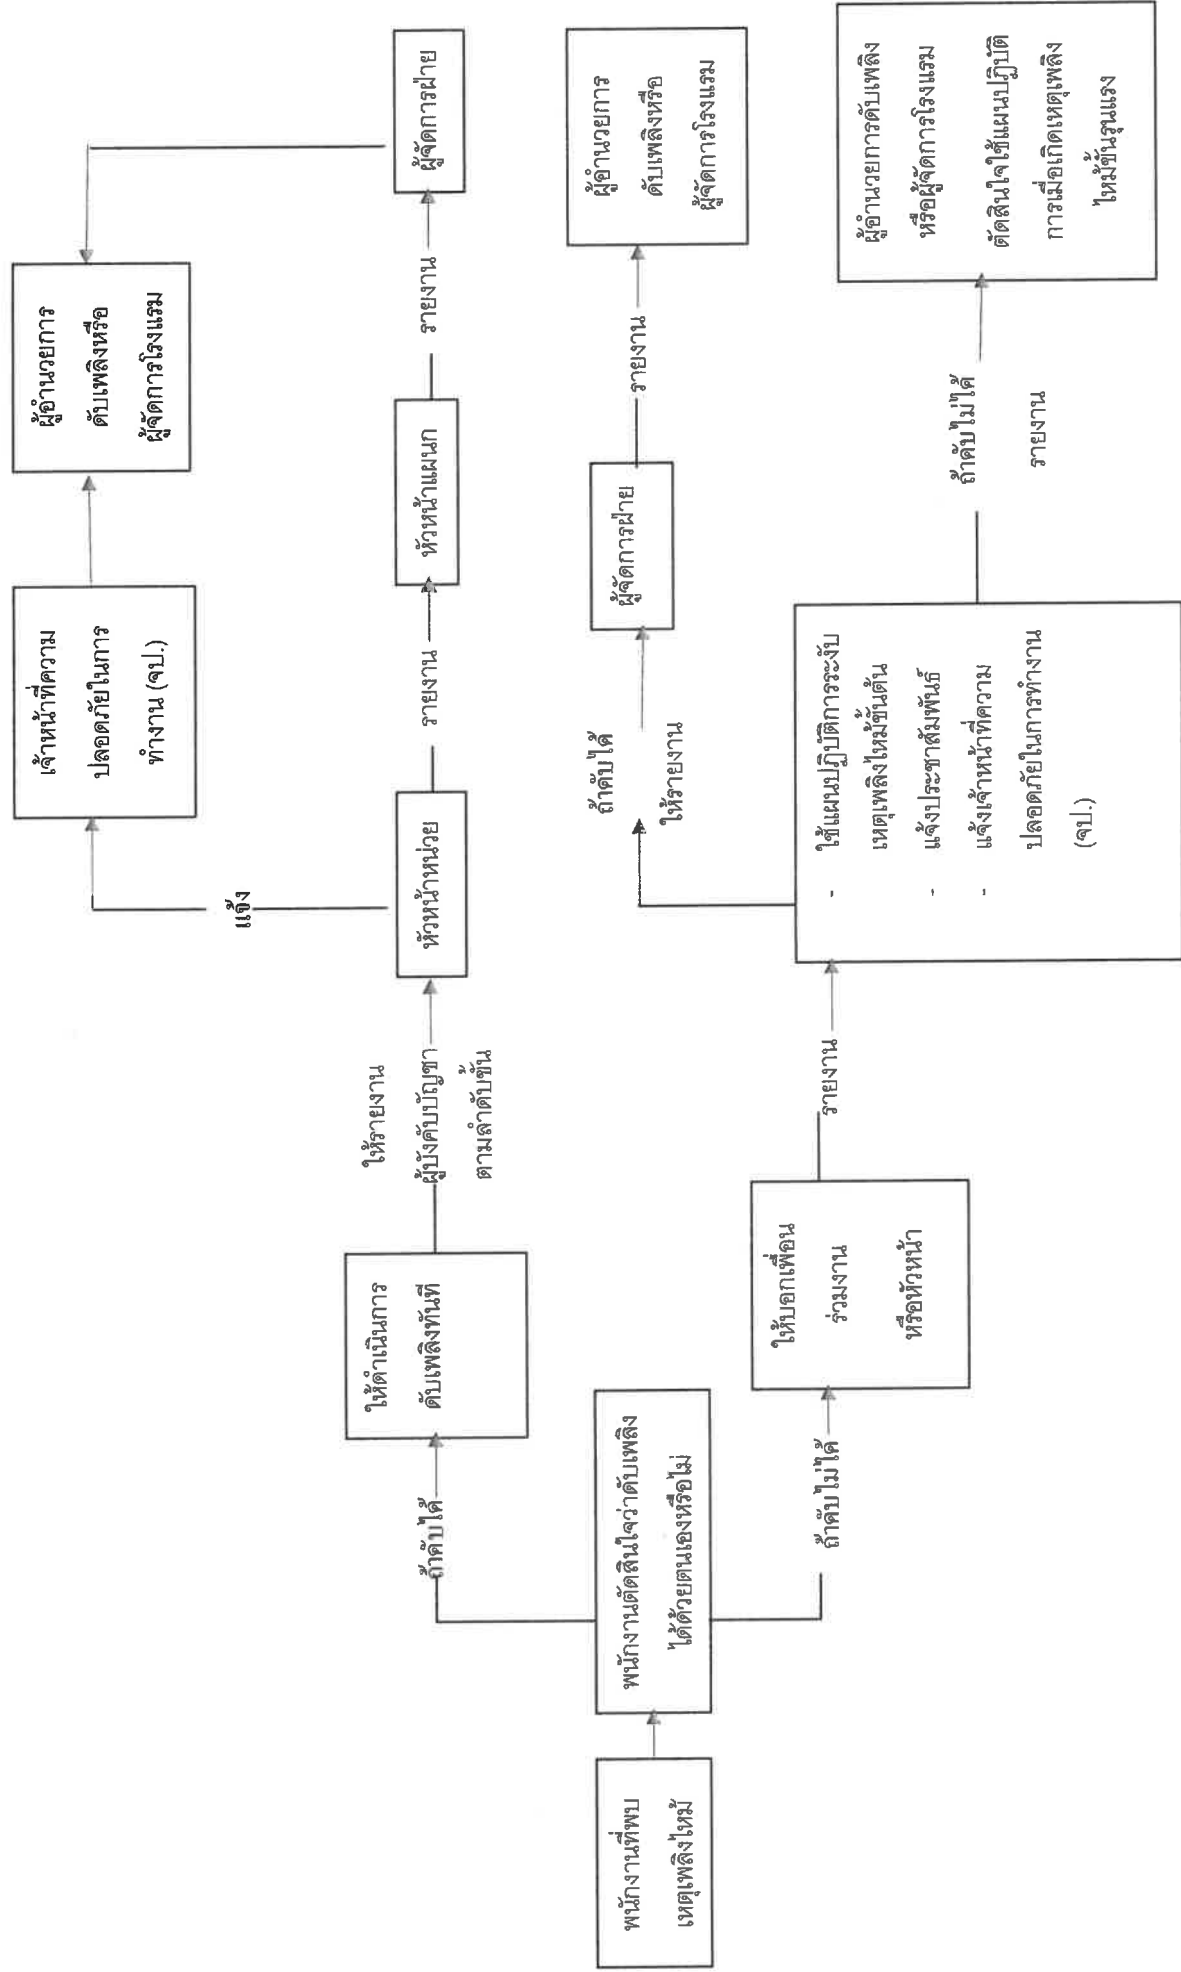 พนักงานที่พบ
เหตุเพลิงไหม้
พนักงานตัดสินใจว่าดับเพลิง
ได้ด้วยตนเองหรือไม่
ถ้าดับได้
ให้ดำเนินการ
ดับเพลิงทันที
ให้รายงาน
ผู้บังคับบัญชา
ตามลำดับขั้น
หัวหน้าหน่วย
แจ้ง
เจ้าหน้าที่ความ
ปลอดภัยในการ
ทำงาน (จป.)
ผู้อำนวยการ
ดับเพลิงหรือ
ผู้จัดการโรงแรม
รายงาน
หัวหน้าแผนก
รายงาน
ผู้จัดการฝ่าย
ถ้าดับไม่ได้
ให้บอกเพื่อน
ร่วมงาน
หรือหัวหน้า
รายงาน
- ใช้แผนปฏิบัติการระงับ
เหตุเพลิงไหม้ขั้นต้น
- แจ้งประชาสัมพันธ์
- แจ้งเจ้าหน้าที่ความ
ปลอดภัยในการทำงาน
(จป.)
ถ้าดับได้
ให้รายงาน
ผู้จัดการฝ่าย
รายงาน
ผู้อำนวยการ
ดับเพลิงหรือ
ผู้จัดการโรงแรม
ถ้าดับไม่ได้
รายงาน
ผู้อำนวยการดับเพลิง
หรือผู้จัดการโรงแรม
ตัดสินใจใช้แผนปฏิบัติ
การเมื่อเกิดเหตุเพลิง
ไหม้ขั้นรุนแรง